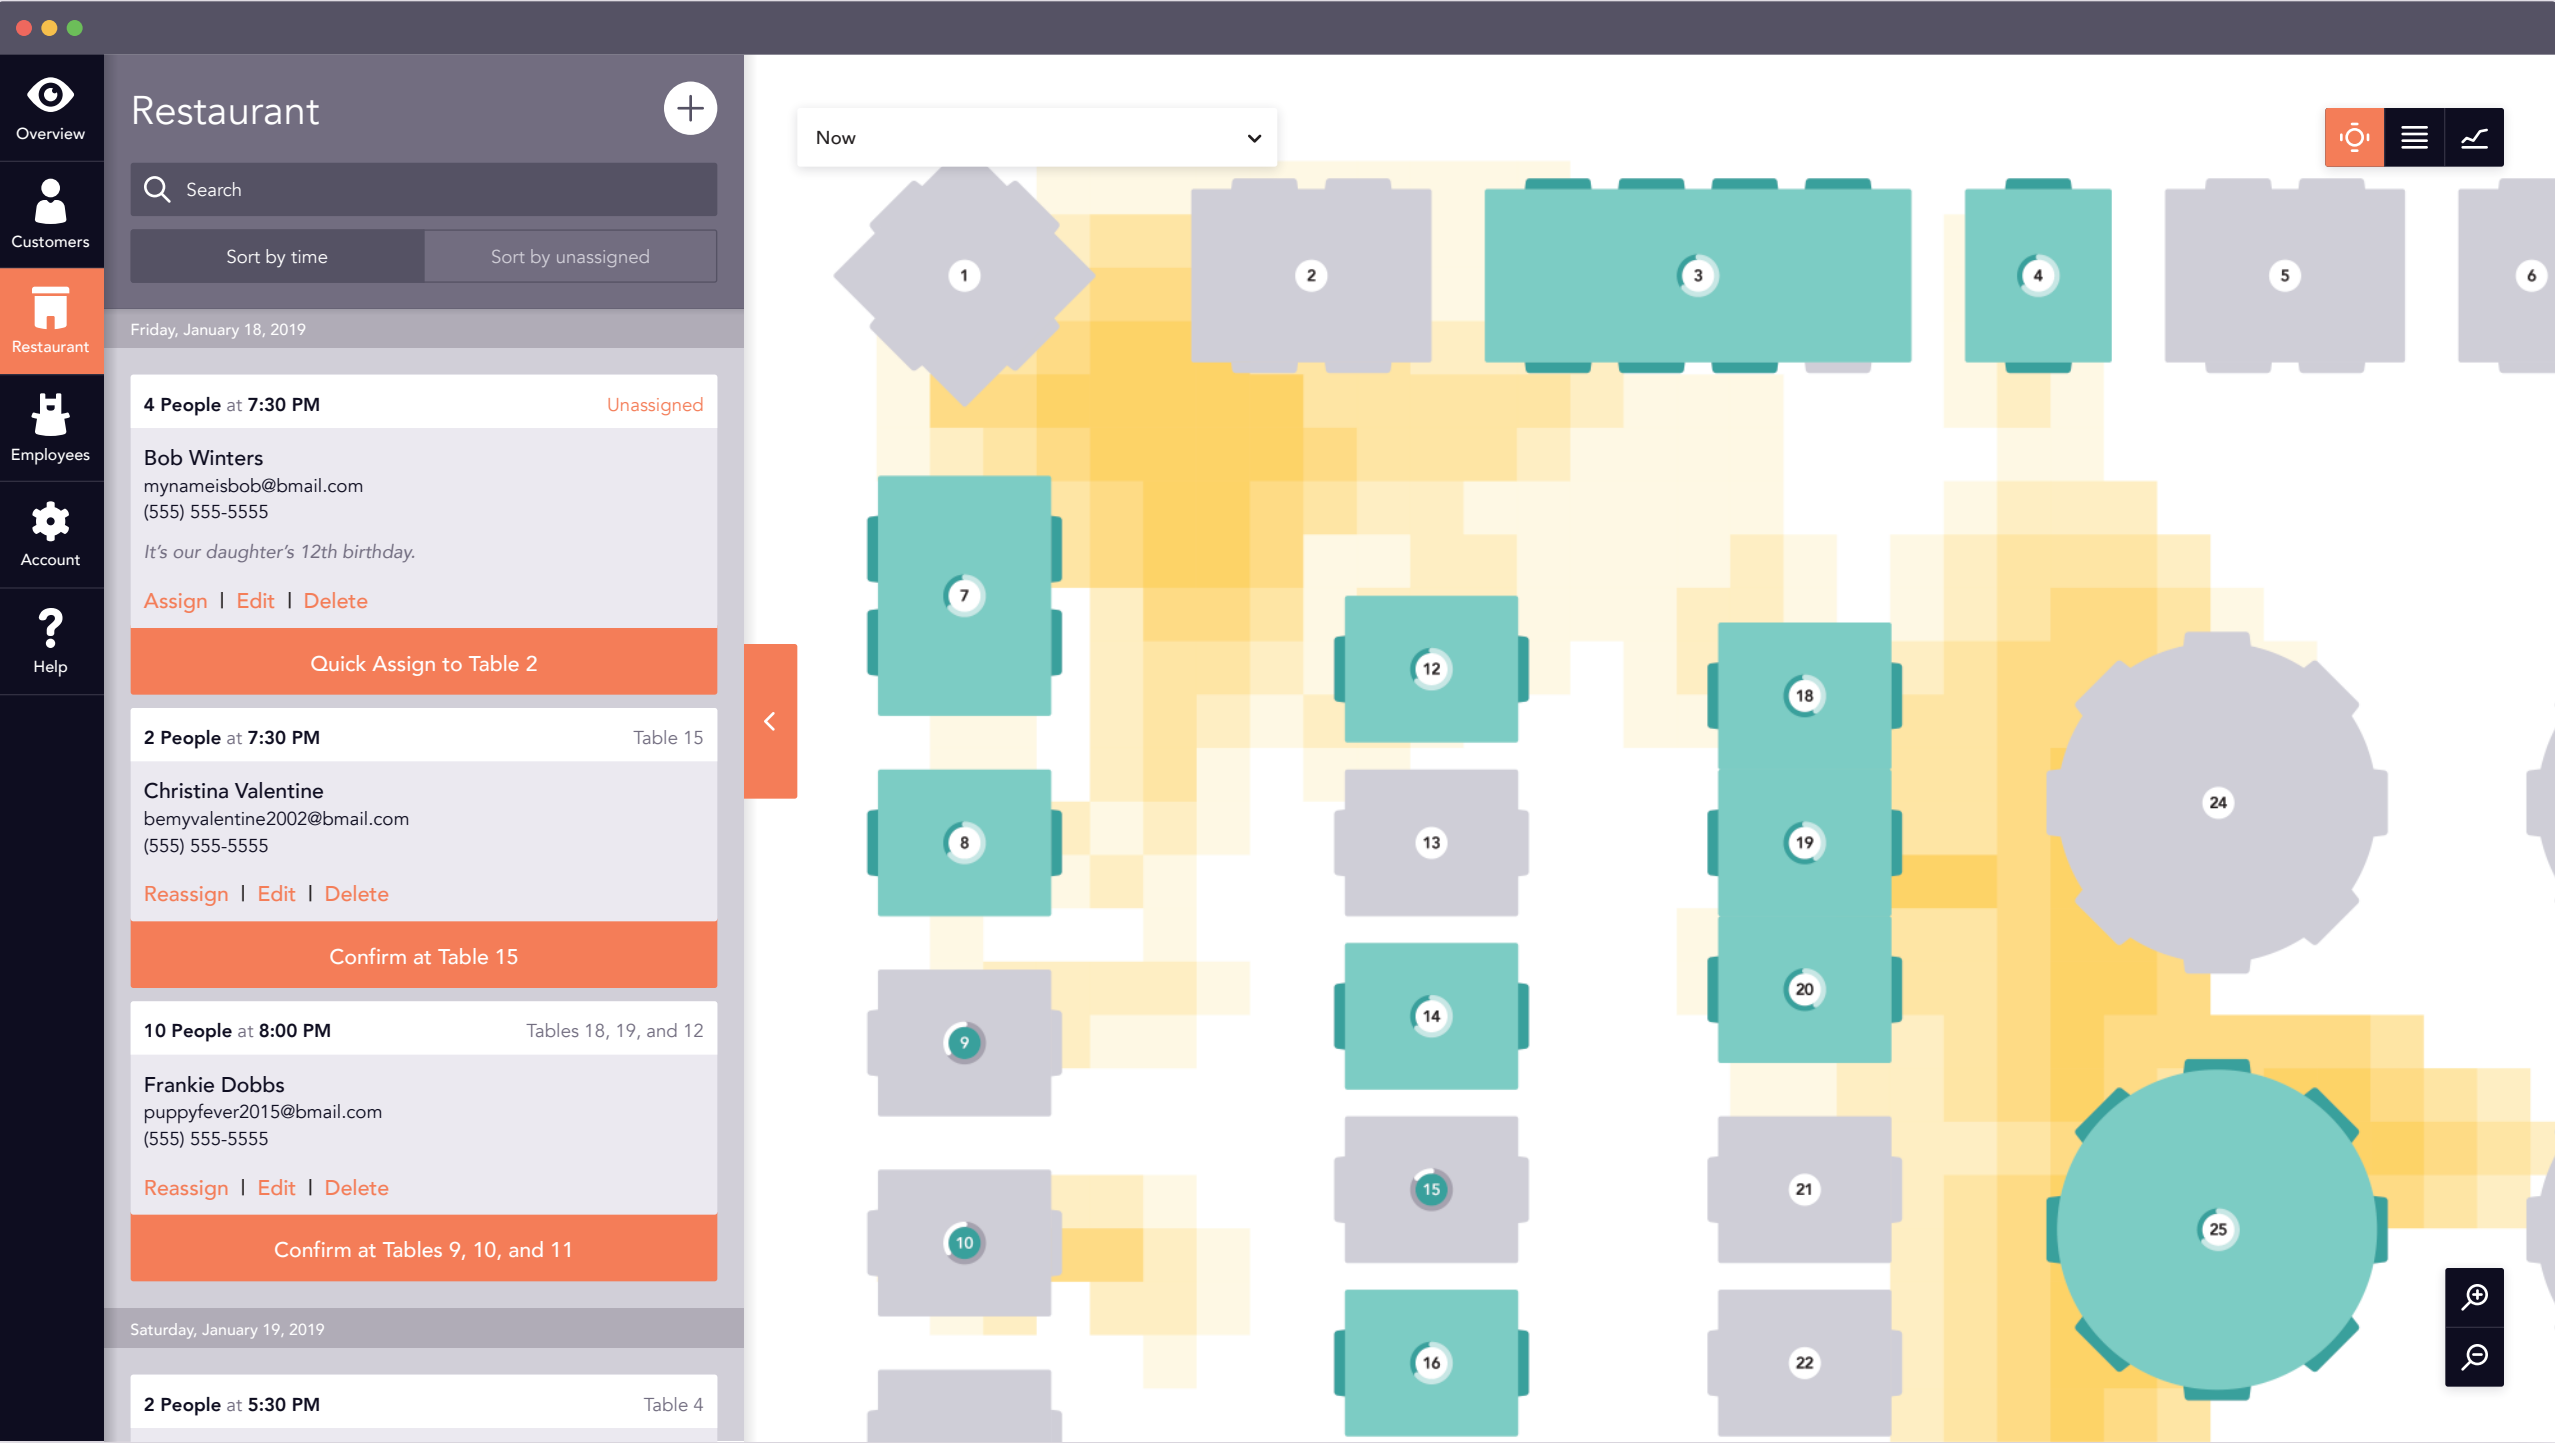 Overview
Customers
Restaurant
Employees
Account
Help
Restaurant
Search
Sort by time
Sort by unassigned
Friday, January 18, 2019
4 People at 7:30 PM
Unassigned
Bob Winters
mynameisbob@bmail.com
(555) 555-5555
It's our daughter's 12th birthday.
Assign | Edit | Delete
Quick Assign to Table 2
2 People at 7:30 PM
Table 15
Christina Valentine
bemyvalentine2002@bmail.com
(555) 555-5555
Reassign | Edit | Delete
Confirm at Table 15
10 People at 8:00 PM
Tables 18, 19, and 12
Frankie Dobbs
puppyfever2015@bmail.com
(555) 555-5555
Reassign | Edit | Delete
Confirm at Tables 9, 10, and 11
Saturday, January 19, 2019
2 People at 5:30 PM
Table 4
Now
1
2
3
4
5
6
7
8
9
10
12
13
14
15
16
18
19
20
21
22
24
25